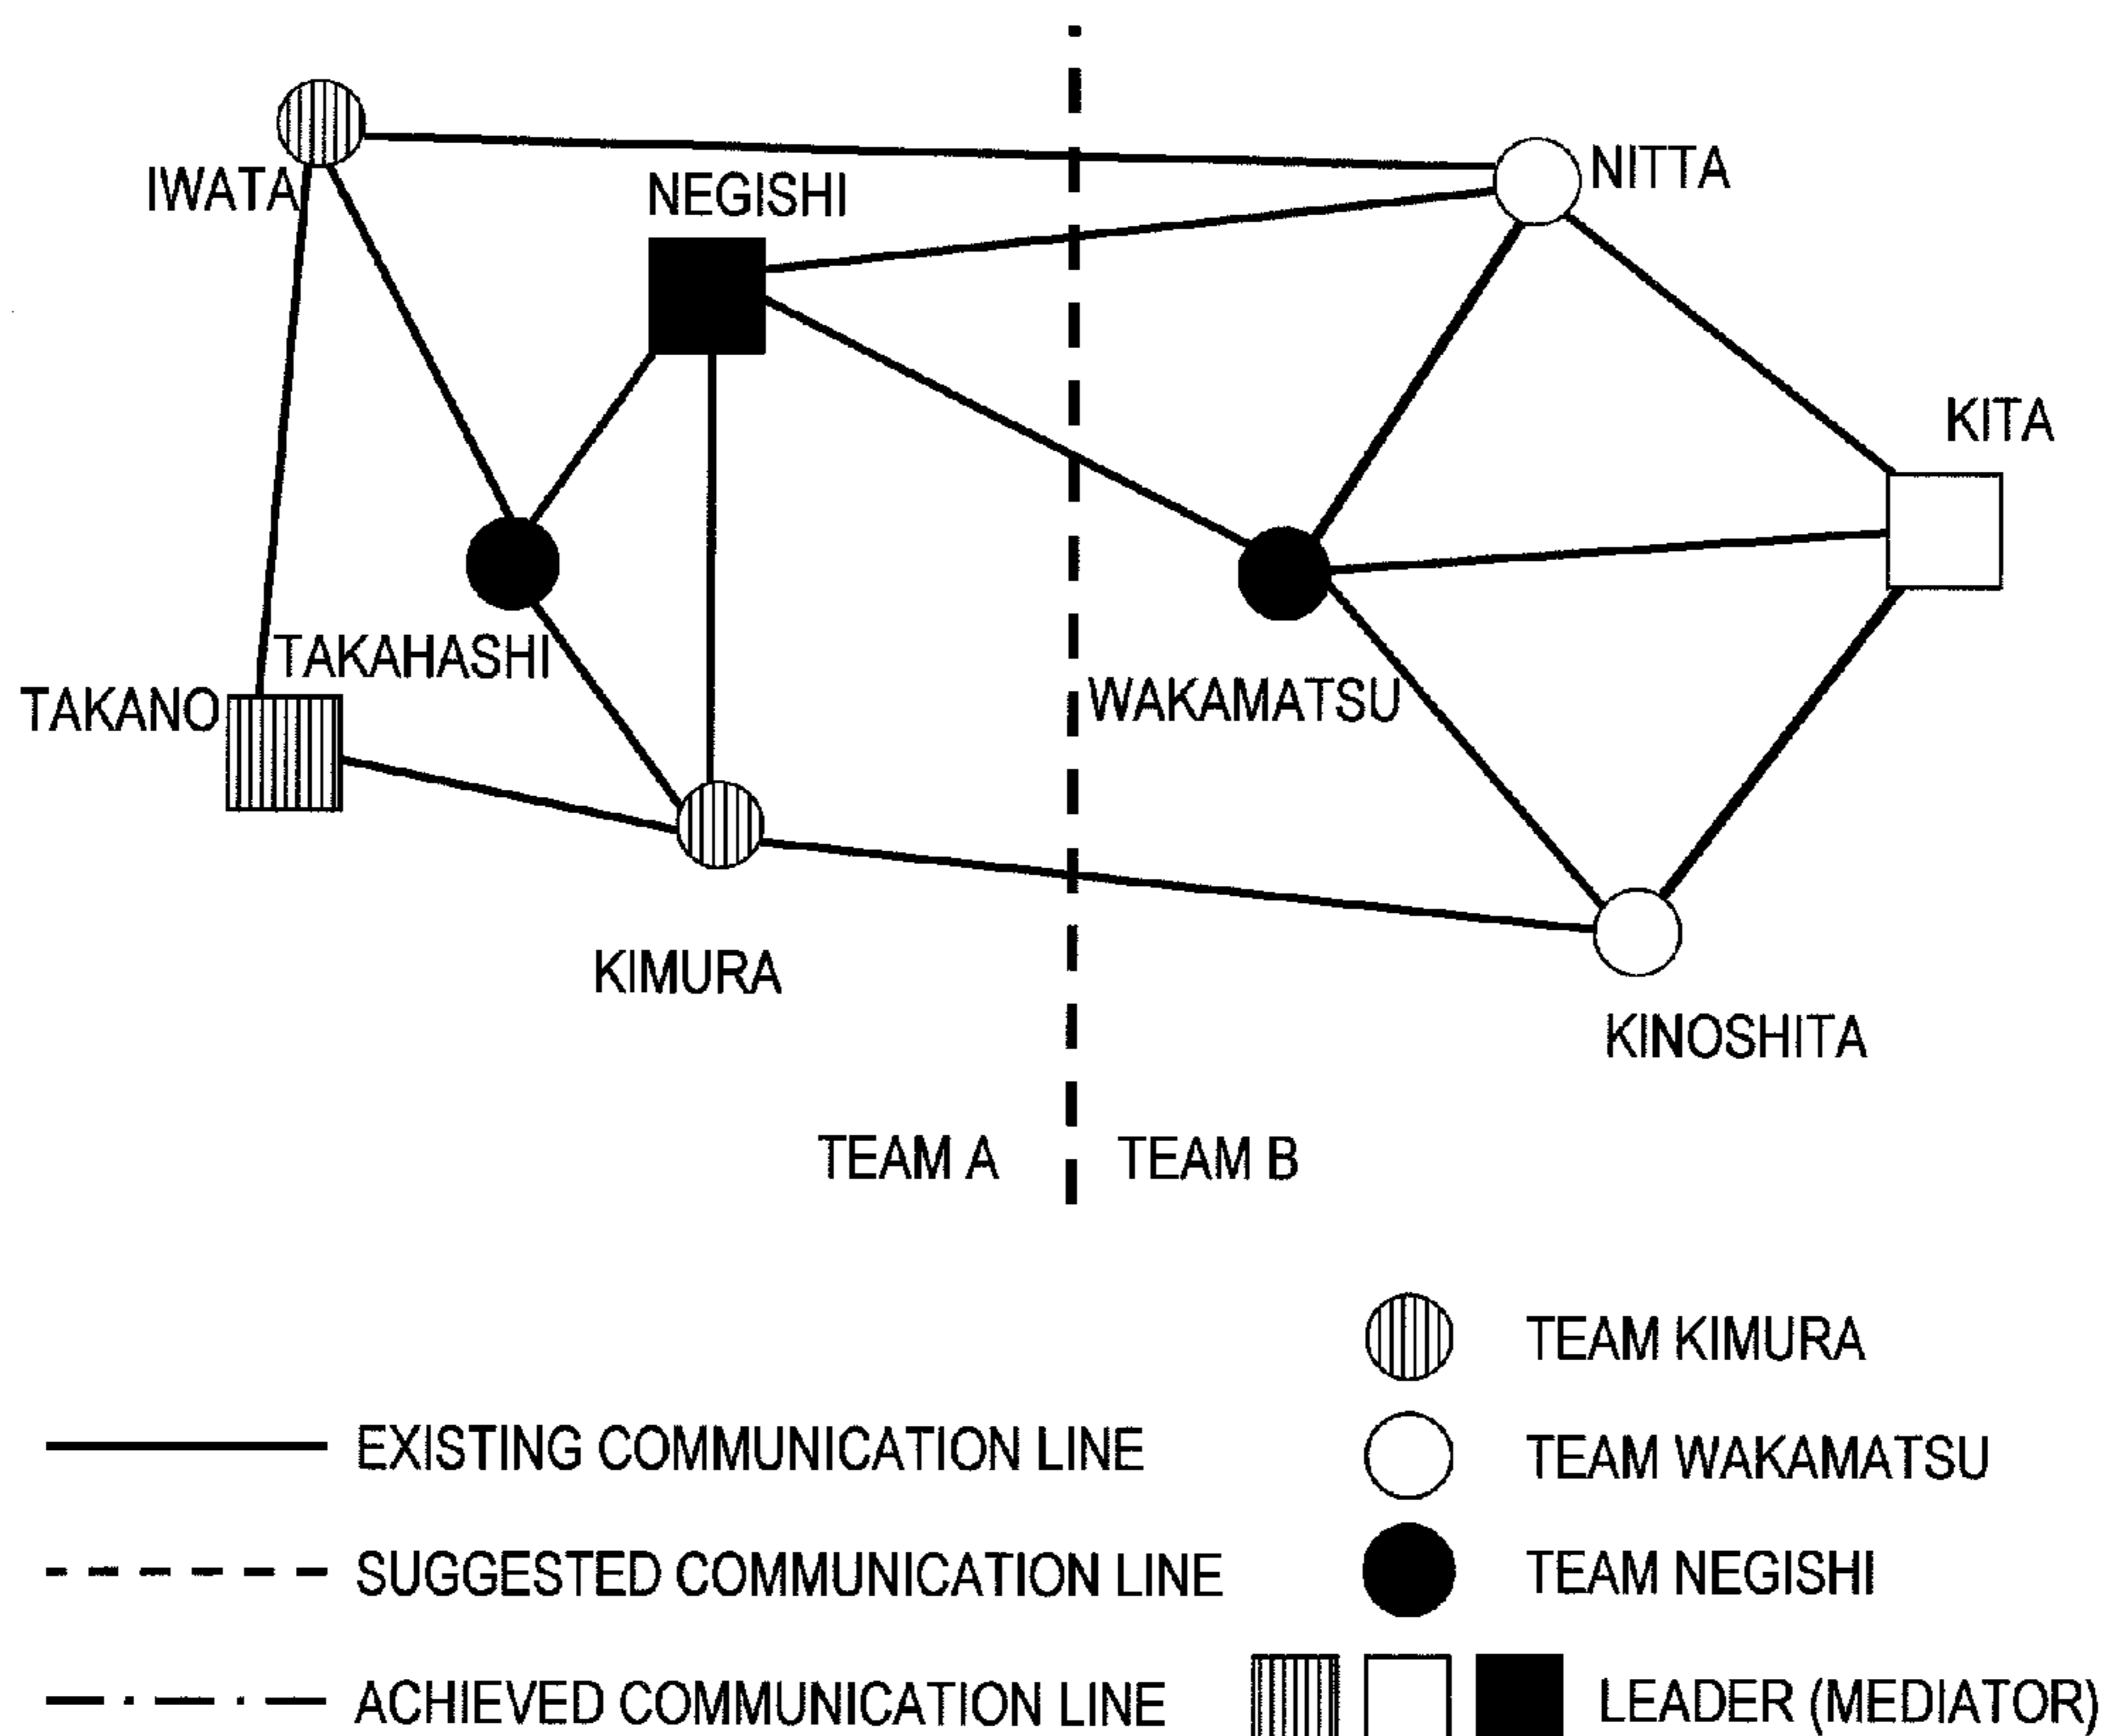 IWATA
NEGISHI
NITTA
KITA
TAKAHASHI
TAKANO
WAKAMATSU
KIMURA
KINOSHITA
TEAM A
TEAM B
TEAM KIMURA
EXISTING COMMUNICATION LINE
TEAM WAKAMATSU
SUGGESTED COMMUNICATION LINE
TEAM NEGISHI
ACHIEVED COMMUNICATION LINE
LEADER (MEDIATOR)